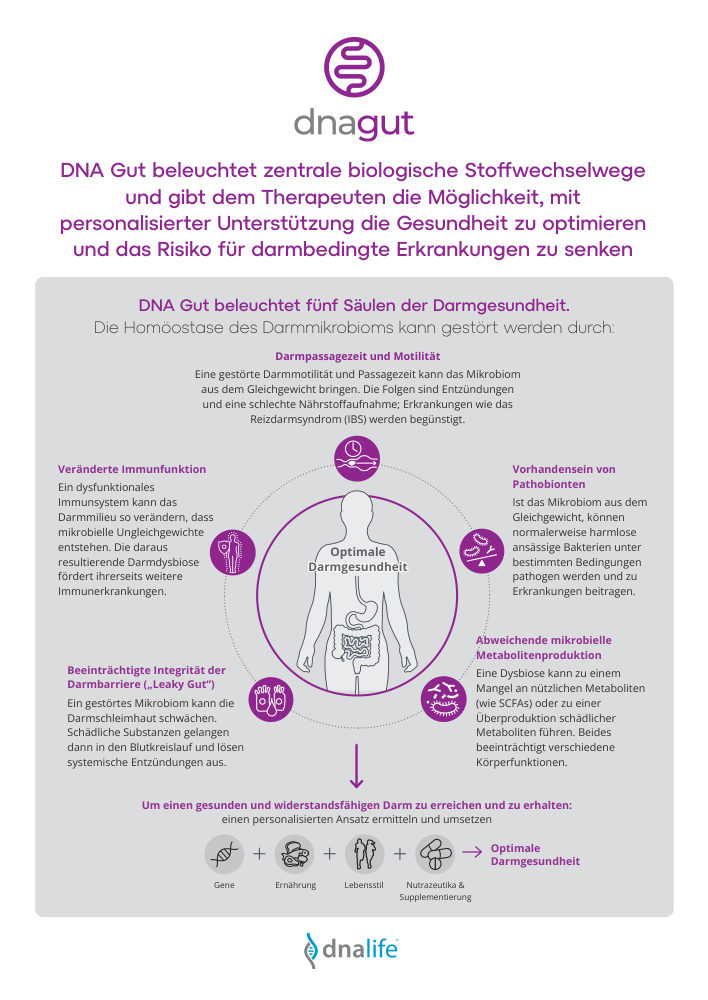 dnagut
DNA Gut beleuchtet zentrale biologische Stoffwechselwege
und gibt dem Therapeuten die Möglichkeit, mit
personalisierter Unterstützung die Gesundheit zu optimieren
und das Risiko für darmbedingte Erkrankungen zu senken
DNA Gut beleuchtet fünf Säulen der Darmgesundheit.
Die Homöostase des Darmmikrobioms kann gestört werden durch:
Darmpassagezeit und Motilität
Eine gestörte Darmmotilität und Passagezeit kann das Mikrobiom
aus dem Gleichgewicht bringen. Die Folgen sind Entzündungen
und eine schlechte Nährstoffaufnahme; Erkrankungen wie das
Reizdarmsyndrom (IBS) werden begünstigt.
Veränderte Immunfunktion
Ein dysfunktionales
Immunsystem kann das
Darmmilieu so verändern, dass
mikrobielle Ungleichgewichte
entstehen. Die daraus
resultierende Darmdysbiose
fördert ihrerseits weitere
Immunerkrankungen.
Vorhandensein von
Pathobionten
Ist das Mikrobiom aus dem
Gleichgewicht, können
normalerweise harmlose
ansässige Bakterien unter
bestimmten Bedingungen
pathogen werden und zu
Erkrankungen beitragen.
Optimale
Darmgesundheit
Beeinträchtigte Integrität der
Darmbarriere („Leaky Gut“)
Ein gestörtes Mikrobiom kann die
Darmschleimhaut schwächen.
Schädliche Substanzen gelangen
dann in den Blutkreislauf und lösen
systemische Entzündungen aus.
Abweichende mikrobielle
Metabolitenproduktion
Eine Dysbiose kann zu einem
Mangel an nützlichen Metaboliten
(wie SCFAs) oder zu einer
Überproduktion schädlicher
Metaboliten führen. Beides
beeinträchtigt verschiedene
Körperfunktionen.
Um einen gesunden und widerstandsfähigen Darm zu erreichen und zu erhalten:
einen personalisierten Ansatz ermitteln und umsetzen
+ + +
Optimale
Darmgesundheit
Gene Ernährung Lebensstil Nutrazeutika &
Supplementierung
dnalife